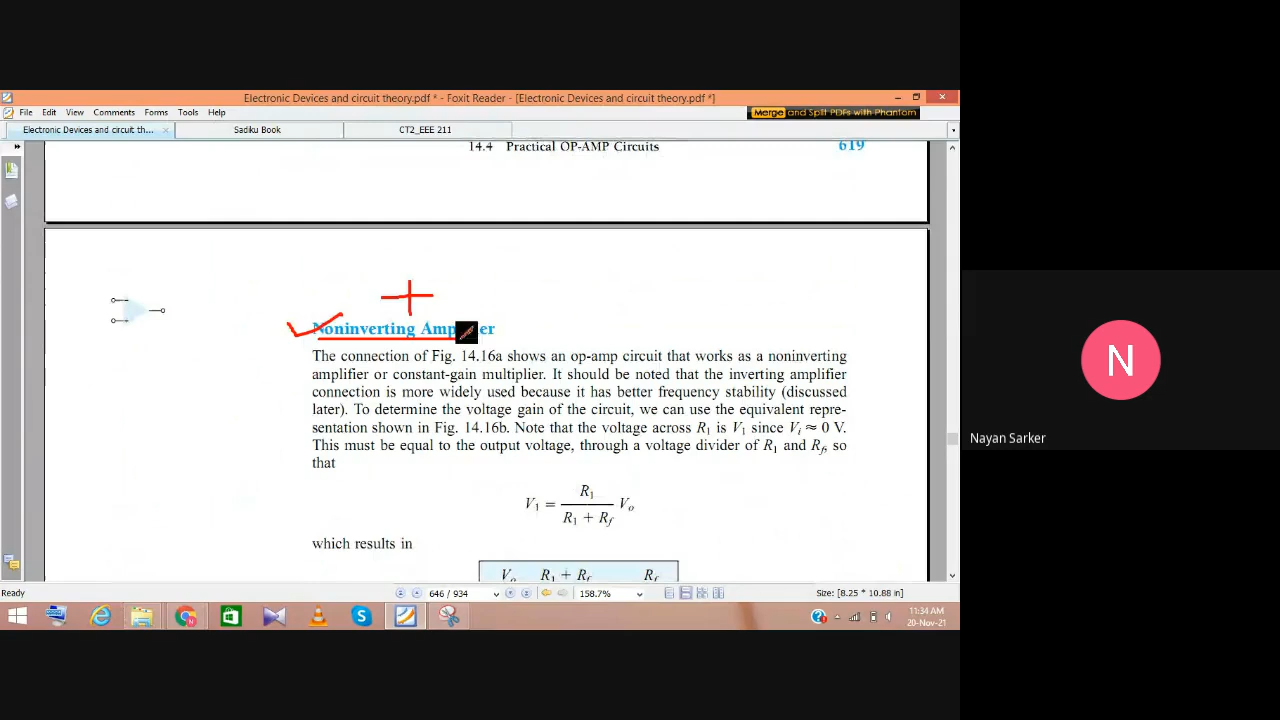 Electronic Devices and circuit theory.pdf * - Foxit Reader - [Electronic Devices and circuit theory.pdf *]
File Edit View Comments Forms Tools Help
Merge and Split PDFs with Phantom
Electronic Devices and circuit th... Sadiku Book CT2_EEE 211
14.4 Practical OP-AMP Circuits 619
+
Noninverting Amp er
The connection of Fig. 14.16a shows an op-amp circuit that works as a noninverting
amplifier or constant-gain multiplier. It should be noted that the inverting amplifier
connection is more widely used because it has better frequency stability (discussed
later). To determine the voltage gain of the circuit, we can use the equivalent repre-
sentation shown in Fig. 14.16b. Note that the voltage across R₁ is V₁ since Vᵢ ≈ 0 V.
This must be equal to the output voltage, through a voltage divider of R₁ and R_f, so
that
V₁ = R₁ / (R₁ + R_f) V_o
which results in
V_o R₁ + R_f R_f
Ready 646 / 934 158.7% Size: [8.25 * 10.88 in]
11:34 AM
20-Nov-21
N
Nayan Sarker